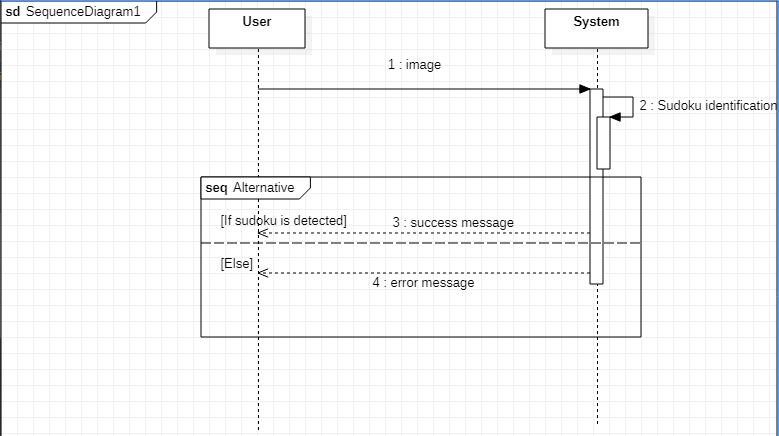 sd SequenceDiagram1
User
System
1 : image
2 : Sudoku identification
seq Alternative
[If sudoku is detected]
3 : success message
[Else]
4 : error message